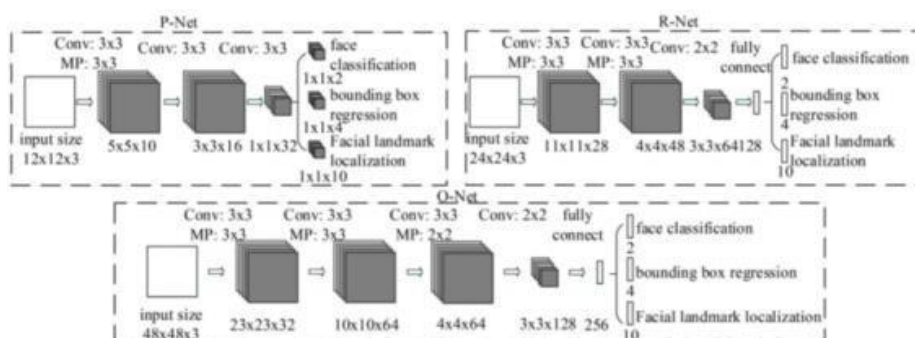 P-Net
Conv: 3x3 Conv: 3x3 Conv: 3x3
MP: 3x3
face
classification
1x1x2
bounding box
regression
1x1x4
Facial landmark
localization
1x1x10
input size
12x12x3
5x5x10
3x3x16
1x1x32
R-Net
Conv: 3x3 Conv: 3x3 Conv: 2x2 fully
MP: 3x3 MP: 3x3 connect
face classification
2
bounding box
regression
4
Facial landmark
localization
10
input size
24x24x3
11x11x28
4x4x48
3x3x64
128
O-Net
Conv: 3x3 Conv: 3x3 Conv: 3x3 Conv: 2x2 fully
MP: 3x3 MP: 3x3 MP: 2x2 connect
face classification
2
bounding box regression
4
Facial landmark localization
10
input size
48x48x3
23x23x32
10x10x64
4x4x64
3x3x128
256